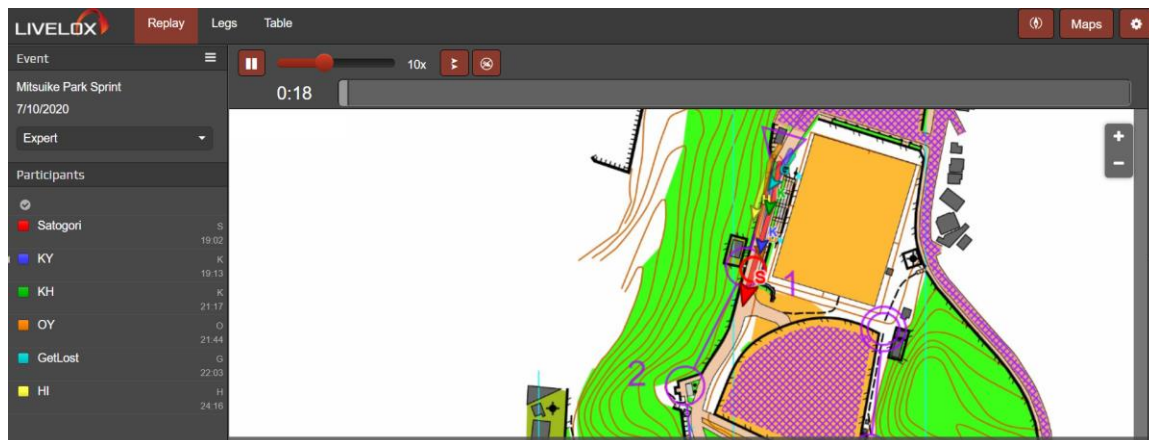 LIVELOX
Replay
Legs
Table
Maps
Event
Mitsuike Park Sprint
7/10/2020
Expert
10x
0:18
Participants
Satogori
S
19:02
KY
K
19:13
KH
K
21:17
OY
O
21:44
GetLost
G
22:03
HI
H
24:16
K
S
1
2